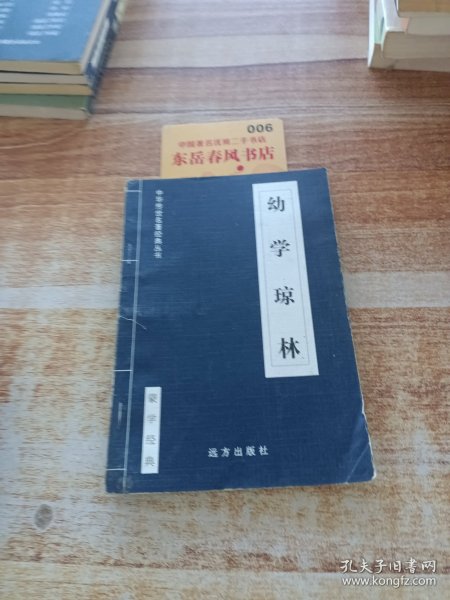 006
中国著名连锁二手书店
东岳春风书店
幼学琼林
中华传世名著经典丛书
蒙学经典
远方出版社
孔夫子旧书网
www.kongfz.com